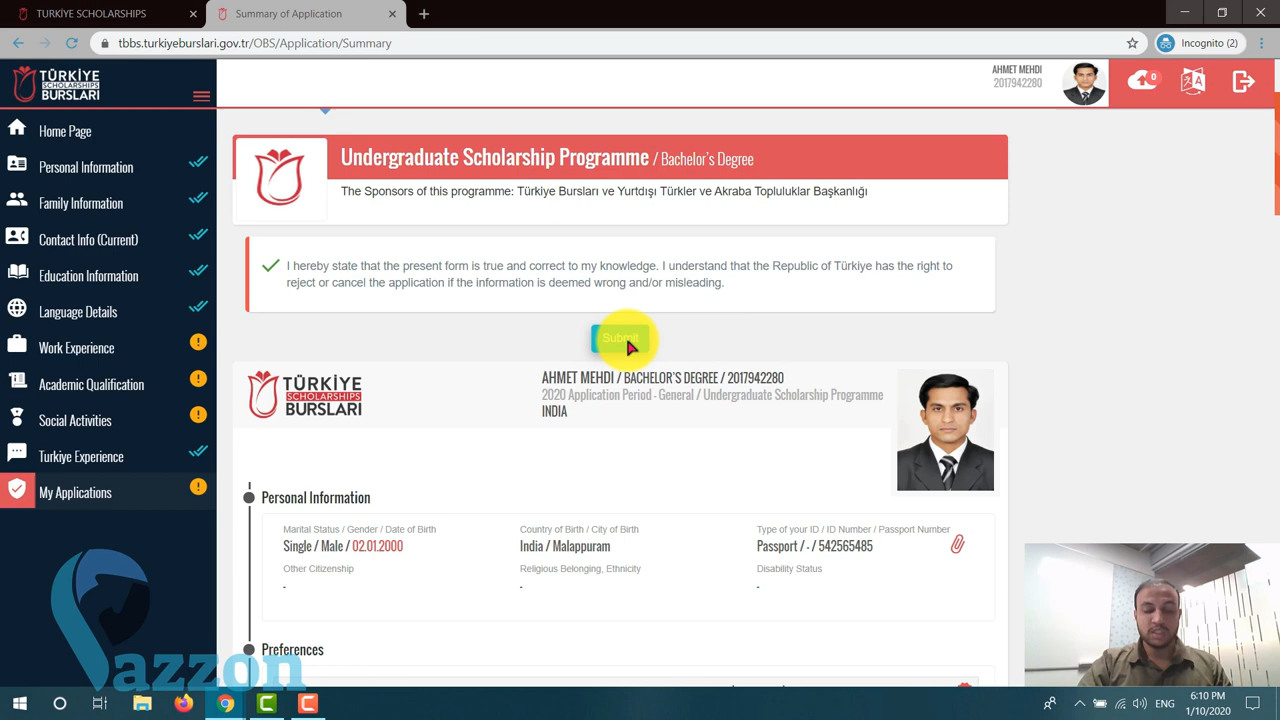 TURKIYE SCHOLARSHIPS
Summary of Application
Incognito (2)
tbbs.turkiyeburslari.gov.tr/OBS/Application/Summary
TÜRKİYE
SCHOLARSHIPS
BURSLARI
AHMET MEHDI
2017942280
0
Home Page
Personal Information
Family Information
Contact Info (Current)
Education Information
Language Details
Work Experience
Academic Qualification
Social Activities
Turkiye Experience
My Applications
Undergraduate Scholarship Programme / Bachelor's Degree
The Sponsors of this programme: Türkiye Bursları ve Yurtdışı Türkler ve Akraba Topluluklar Başkanlığı
I hereby state that the present form is true and correct to my knowledge. I understand that the Republic of Türkiye has the right to
reject or cancel the application if the information is deemed wrong and/or misleading.
Submit
TÜRKİYE
SCHOLARSHIPS
BURSLARI
AHMET MEHDI / BACHELOR'S DEGREE / 2017942280
2020 Application Period - General / Undergraduate Scholarship Programme
INDIA
Personal Information
Marital Status / Gender / Date of Birth
Single / Male / 02.01.2000
Country of Birth / City of Birth
India / Malappuram
Type of your ID / ID Number / Passport Number
Passport / - / 542565485
Other Citizenship
-
Religious Belonging, Ethnicity
-
Disability Status
-
Preferences
azzon
ENG
6:10 PM
1/10/2020